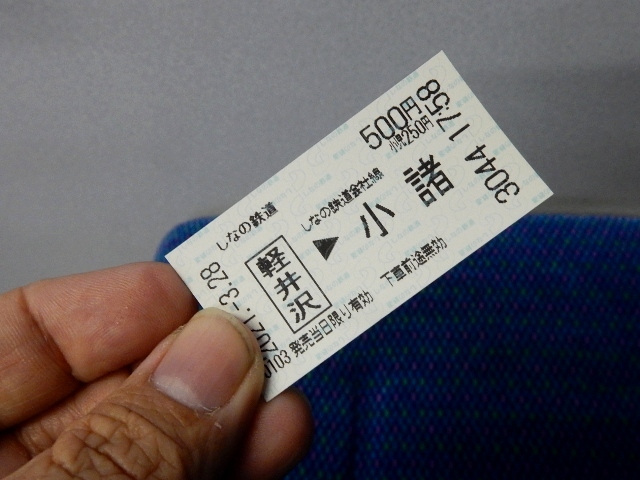 しなの鉄道
しなの鉄道会社線
500円
小児250円
軽井沢
▶
小諸
2021.-3.28
発売当日限り有効
下車前途無効
0103
3044 17:58